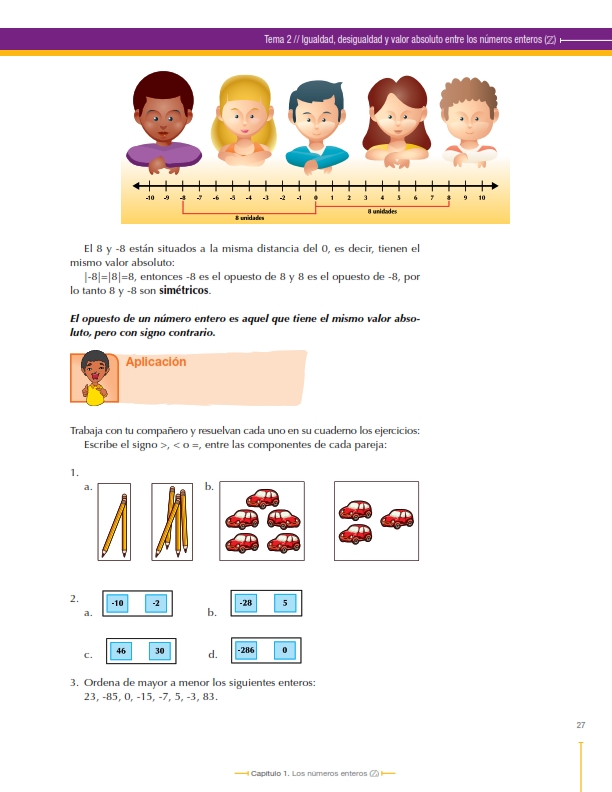 Tema 2 // Igualdad, desigualdad y valor absoluto entre los números enteros (ℤ)
-10 -9 -8 -7 -6 -5 -4 -3 -2 -1 0 1 2 3 4 5 6 7 8 9 10
8 unidades 8 unidades
El 8 y -8 están situados a la misma distancia del 0, es decir, tienen el
mismo valor absoluto:
|-8|=|8|=8, entonces -8 es el opuesto de 8 y 8 es el opuesto de -8, por
lo tanto 8 y -8 son simétricos.
El opuesto de un número entero es aquel que tiene el mismo valor abso-
luto, pero con signo contrario.
Aplicación
Trabaja con tu compañero y resuelvan cada uno en su cuaderno los ejercicios:
Escribe el signo >, < o =, entre las componentes de cada pareja:
1.
a. b.
2.
a. -10 -2 b. -28 5
c. 46 30 d. -286 0
3. Ordena de mayor a menor los siguientes enteros:
23, -85, 0, -15, -7, 5, -3, 83.
27
Capítulo 1. Los números enteros (ℤ)